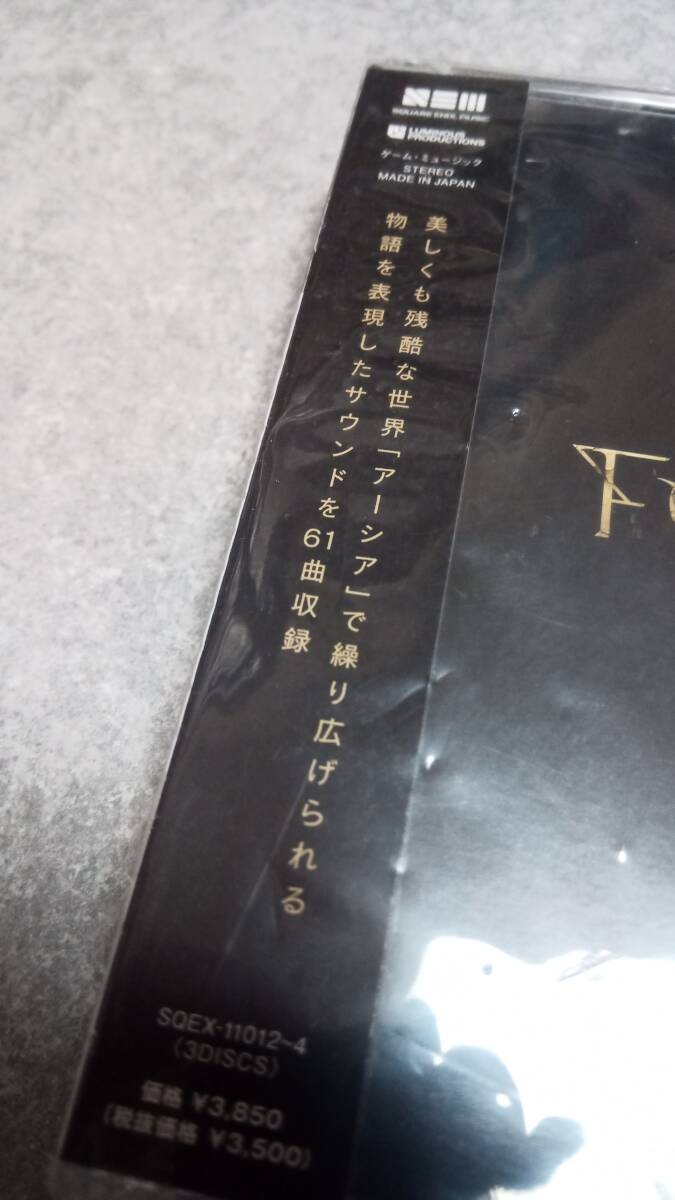 SQUARE ENIX MUSIC
LUMINOUS
PRODUCTIONS
ゲーム・ミュージック
STEREO
MADE IN JAPAN
美しくも残酷な世界「アーシア」で繰り広げられる
物語を表現したサウンドを61曲収録
SQEX-11012~4
(3DISCS)
価格 ¥3,850
(税抜価格 ¥3,500)